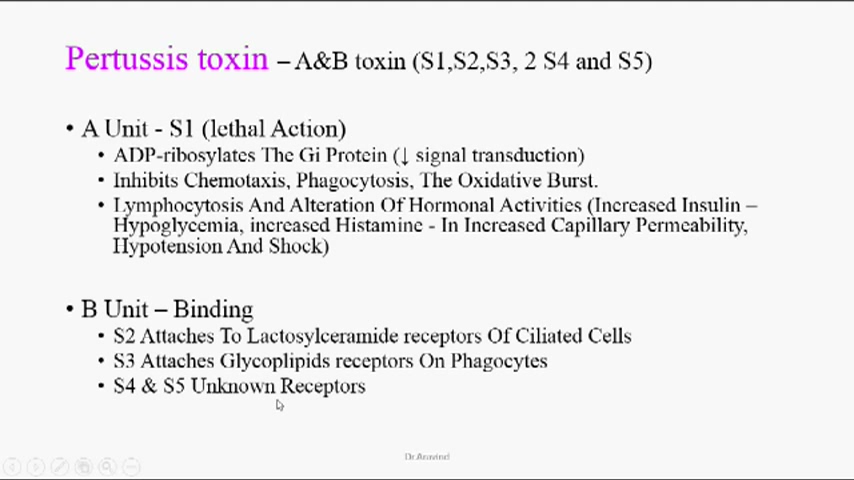 Pertussis toxin – A&B toxin (S1,S2,S3, 2 S4 and S5)
• A Unit - S1 (lethal Action)
• ADP-ribosylates The Gi Protein (↓ signal transduction)
• Inhibits Chemotaxis, Phagocytosis, The Oxidative Burst.
• Lymphocytosis And Alteration Of Hormonal Activities (Increased Insulin –
Hypoglycemia, increased Histamine - In Increased Capillary Permeability,
Hypotension And Shock)
• B Unit – Binding
• S2 Attaches To Lactosylceramide receptors Of Ciliated Cells
• S3 Attaches Glycoplipids receptors On Phagocytes
• S4 & S5 Unknown Receptors
Dr.Aravind